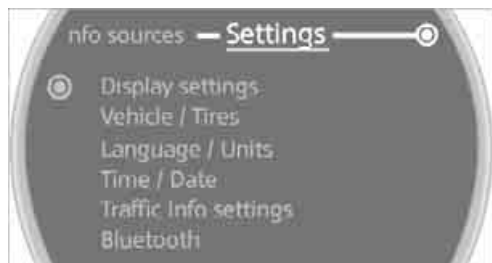 nfo sources Settings
Display settings
Vehicle / Tires
Language / Units
Time / Date
Traffic Info settings
Bluetooth